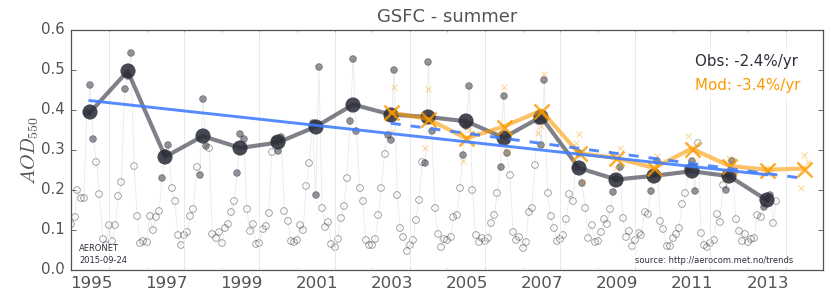 GSFC - summer
0.6
0.5
0.4
0.3
0.2
0.1
0.0
AOD550
Obs: -2.4%/yr
Mod: -3.4%/yr
AERONET
2015-09-24
source: http://aerocom.met.no/trends
1995 1997 1999 2001 2003 2005 2007 2009 2011 2013